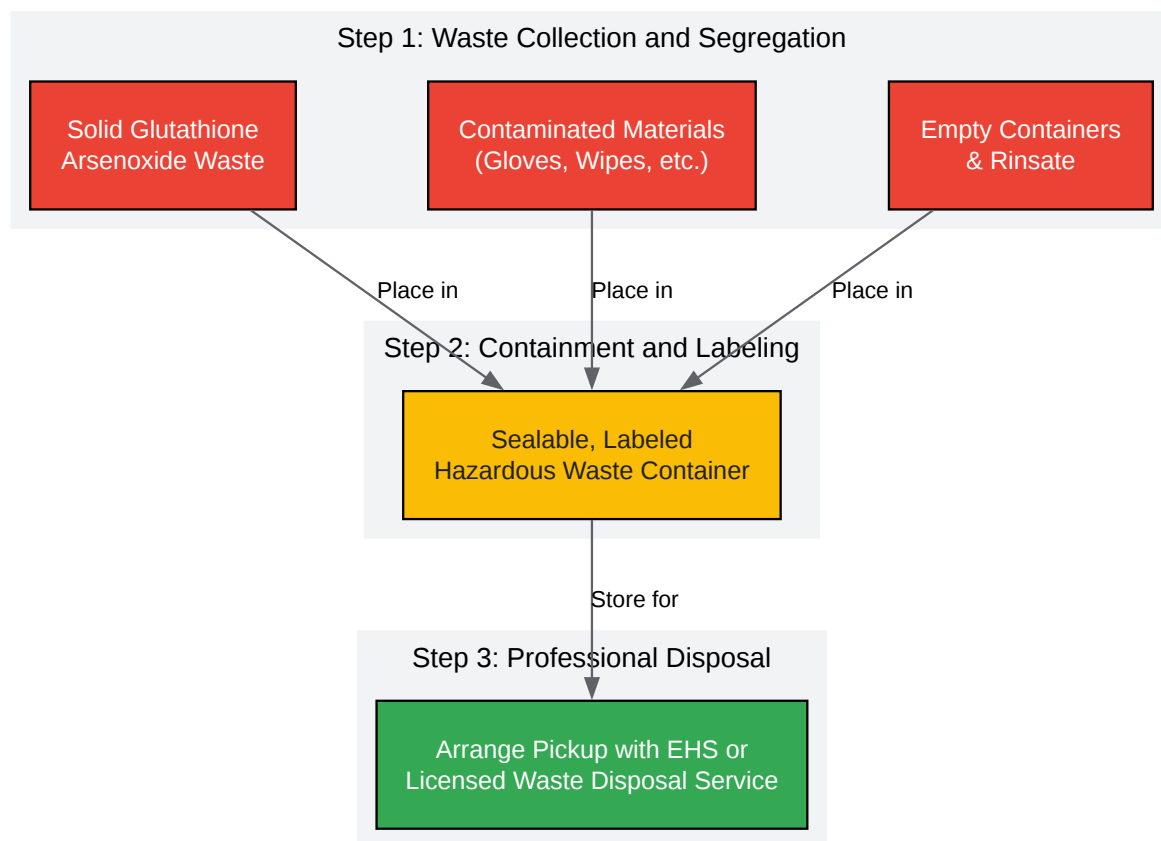 Step 1: Waste Collection and Segregation
Solid Glutathione
Arsenoxide Waste
Contaminated Materials
(Gloves, Wipes, etc.)
Empty Containers
& Rinsate
Place in
Place in
Place in
Step 2: Containment and Labeling
Sealable, Labeled
Hazardous Waste Container
Store for
Step 3: Professional Disposal
Arrange Pickup with EHS or
Licensed Waste Disposal Service